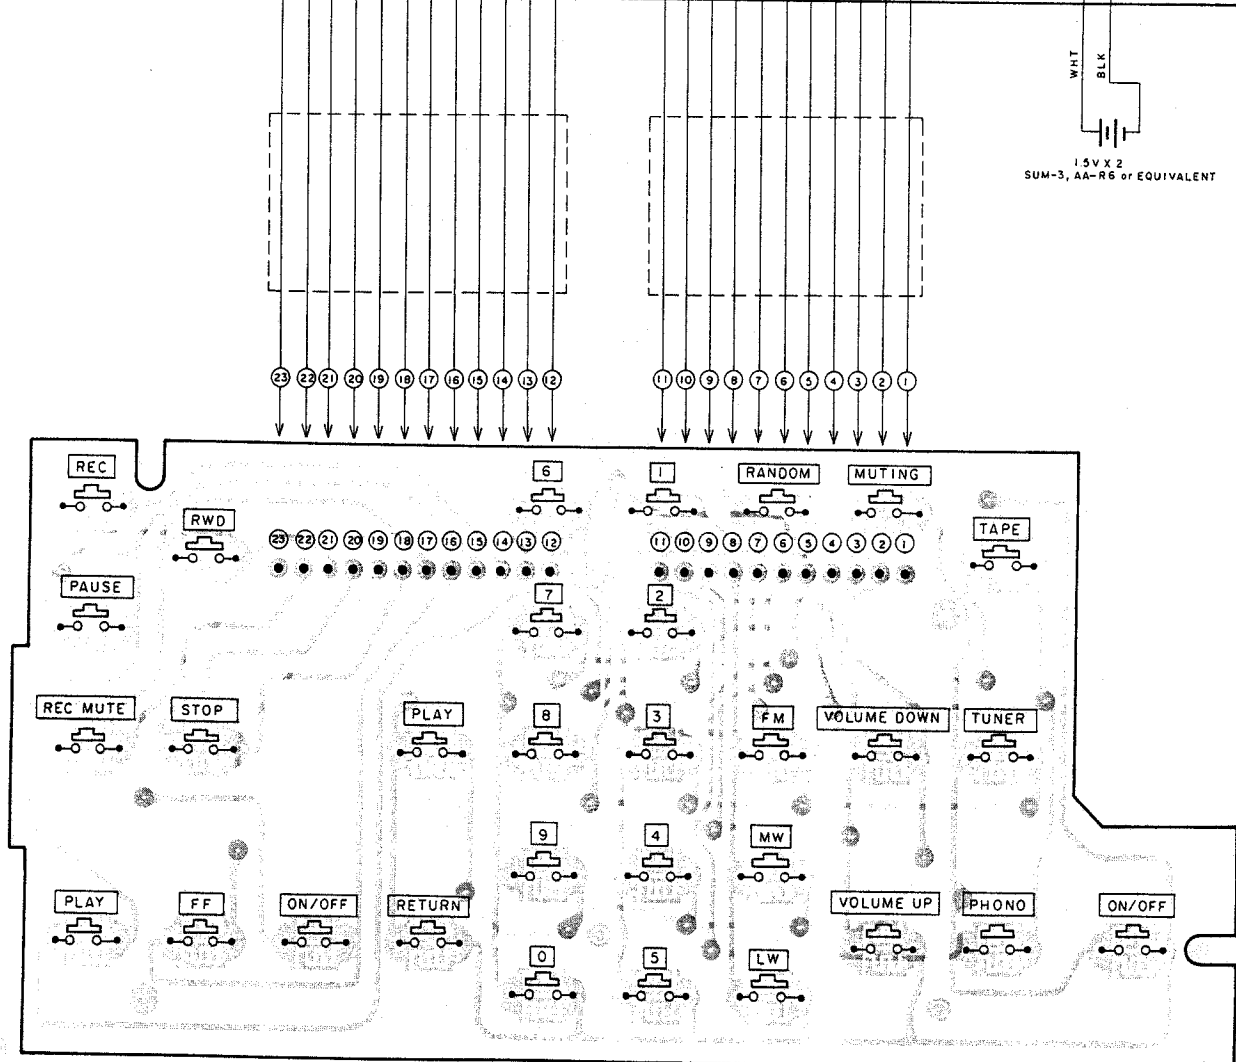 WHT
BLK
1.5V X 2
SUM-3, AA-R6 or EQUIVALENT
23 22 21 20 19 18 17 16 15 14 13 12 11 10 9 8 7 6 5 4 3 2 1
REC 6 1 RANDOM MUTING
RWD TAPE
23 22 21 20 19 18 17 16 15 14 13 12 11 10 9 8 7 6 5 4 3 2 1
PAUSE 7 2
REC MUTE STOP PLAY 8 3 FM VOLUME DOWN TUNER
9 4 MW
PLAY FF ON/OFF RETURN VOLUME UP PHONO ON/OFF
0 5 LW